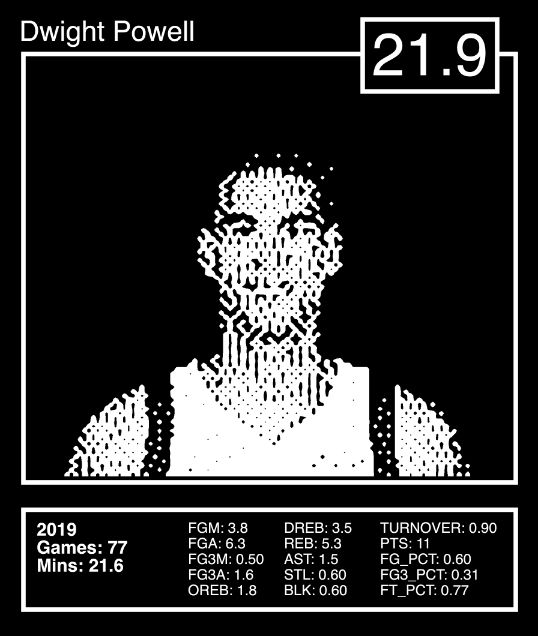 Dwight Powell
21.9
2019
Games: 77
Mins: 21.6
FGM: 3.8
FGA: 6.3
FG3M: 0.50
FG3A: 1.6
OREB: 1.8
DREB: 3.5
REB: 5.3
AST: 1.5
STL: 0.60
BLK: 0.60
TURNOVER: 0.90
PTS: 11
FG_PCT: 0.60
FG3_PCT: 0.31
FT_PCT: 0.77